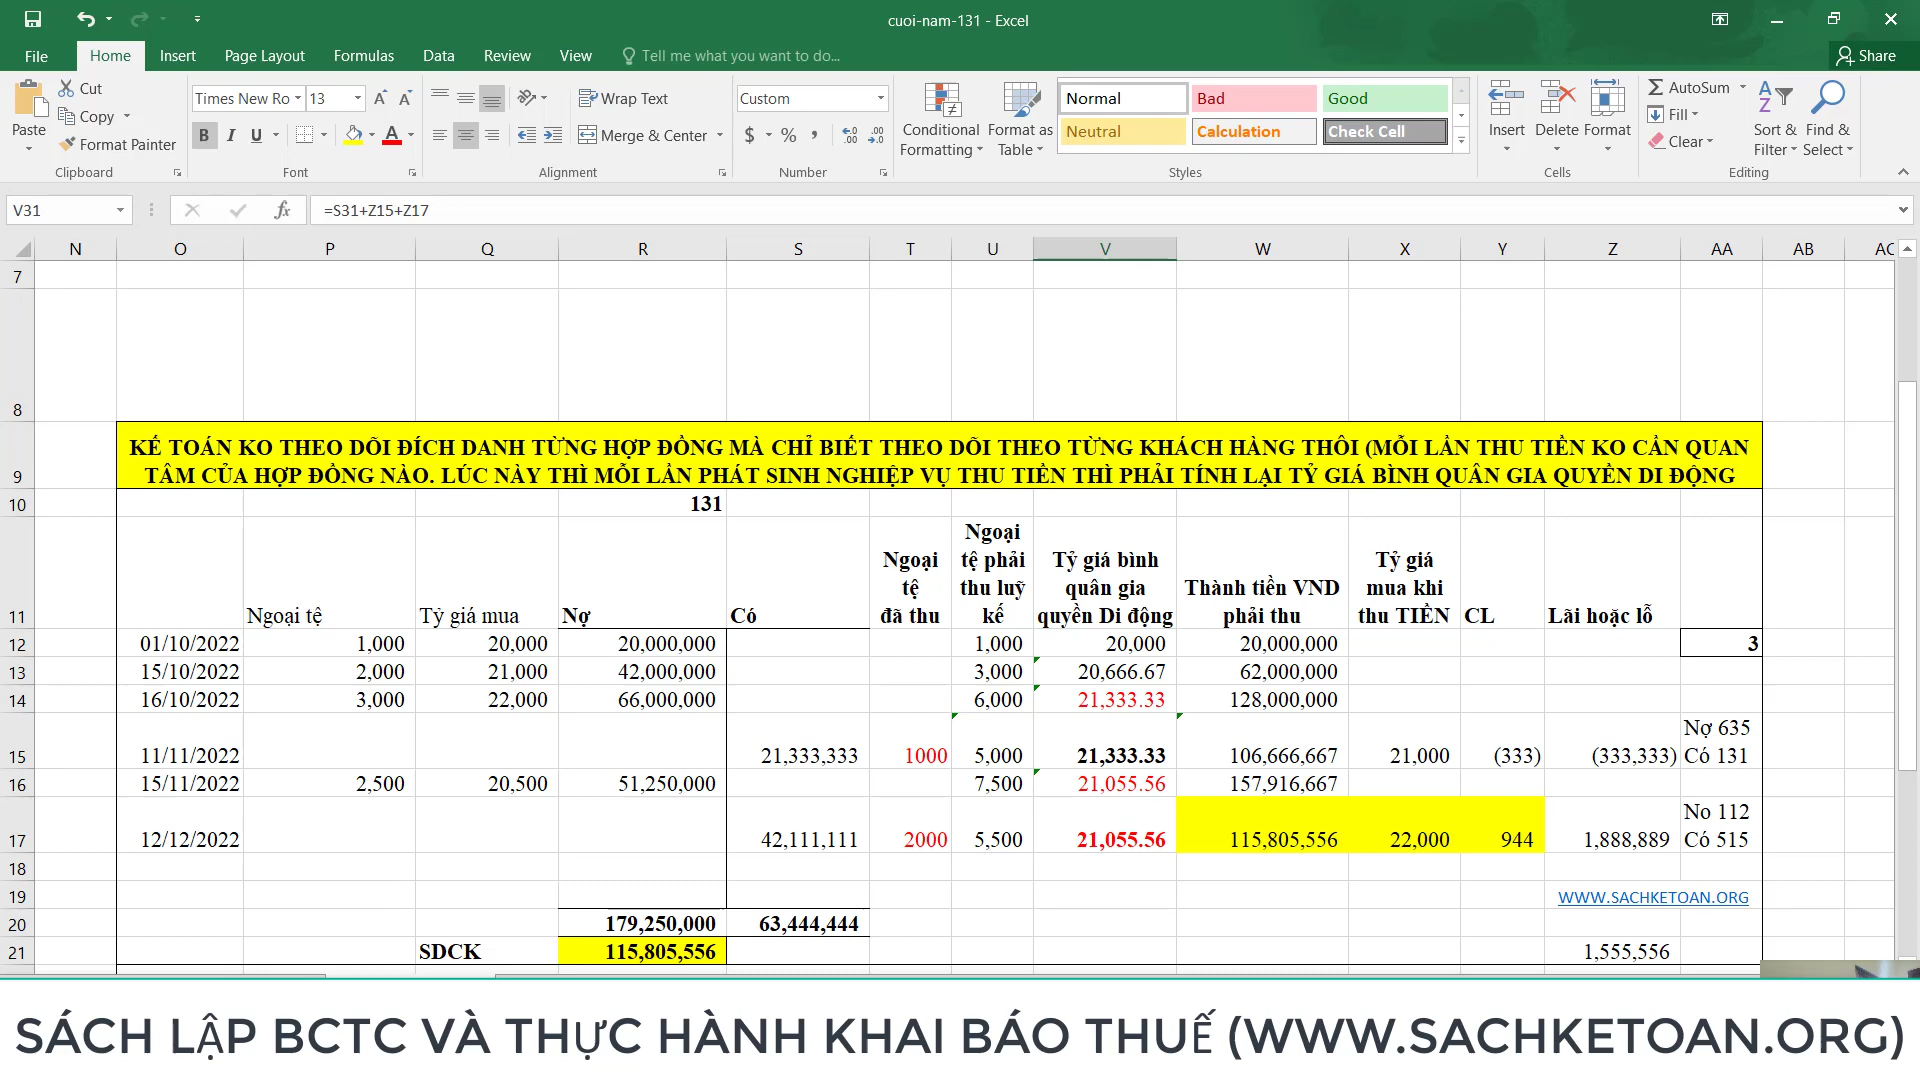 cuoi-nam-131 - Excel
File Home Insert Page Layout Formulas Data Review View Tell me what you want to do... Share
Paste Cut Copy Format Painter Clipboard
Times New Ro 13 B I U A Font
Wrap Text Merge & Center Alignment
Custom $ % , Number
Conditional Formatting Format as Table
Normal Bad Good
Neutral Calculation Check Cell
Styles
Insert Delete Format Cells
AutoSum Fill Clear Sort & Filter Find & Select Editing
V31 fx =S31+Z15+Z17
N O P Q R S T U V W X Y Z AA AB AC
7
8
9 KẾ TOÁN KO THEO DÕI ĐÍCH DANH TỪNG HỢP ĐỒNG MÀ CHỈ BIẾT THEO DÕI THEO TỪNG KHÁCH HÀNG THÔI (MỖI LẦN THU TIỀN KO CẦN QUAN
TÂM CỦA HỢP ĐỒNG NÀO. LÚC NÀY THÌ MỖI LẦN PHÁT SINH NGHIỆP VỤ THU TIỀN THÌ PHẢI TÍNH LẠI TỶ GIÁ BÌNH QUÂN GIA QUYỀN DI ĐỘNG
10 131
11 Ngoại tệ Tỷ giá mua Nợ Có Ngoại tệ đã thu Ngoại tệ phải thu luỹ kế Tỷ giá bình quân gia quyền Di động Thành tiền VND phải thu Tỷ giá mua khi thu TIỀN CL Lãi hoặc lỗ
12 01/10/2022 1,000 20,000 20,000,000 1,000 20,000 20,000,000 3
13 15/10/2022 2,000 21,000 42,000,000 3,000 20,666.67 62,000,000
14 16/10/2022 3,000 22,000 66,000,000 6,000 21,333.33 128,000,000
15 11/11/2022 21,333,333 1000 5,000 21,333.33 106,666,667 21,000 (333) (333,333) Nợ 635 Có 131
16 15/11/2022 2,500 20,500 51,250,000 7,500 21,055.56 157,916,667
17 12/12/2022 42,111,111 2000 5,500 21,055.56 115,805,556 22,000 944 1,888,889 No 112 Có 515
18
19 WWW.SACHKETOAN.ORG
20 179,250,000 63,444,444
21 SDCK 115,805,556 1,555,556
SÁCH LẬP BCTC VÀ THỰC HÀNH KHAI BÁO THUẾ (WWW.SACHKETOAN.ORG)